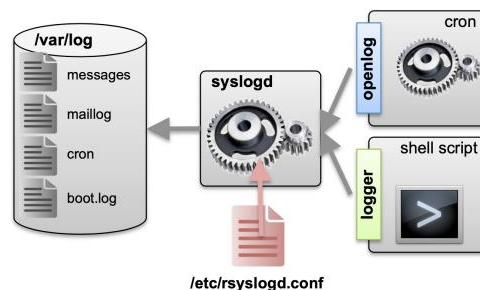 /var/log
messages
maillog
cron
boot.log
syslogd
openlog
cron
logger
shell script
/etc/rsyslogd.conf